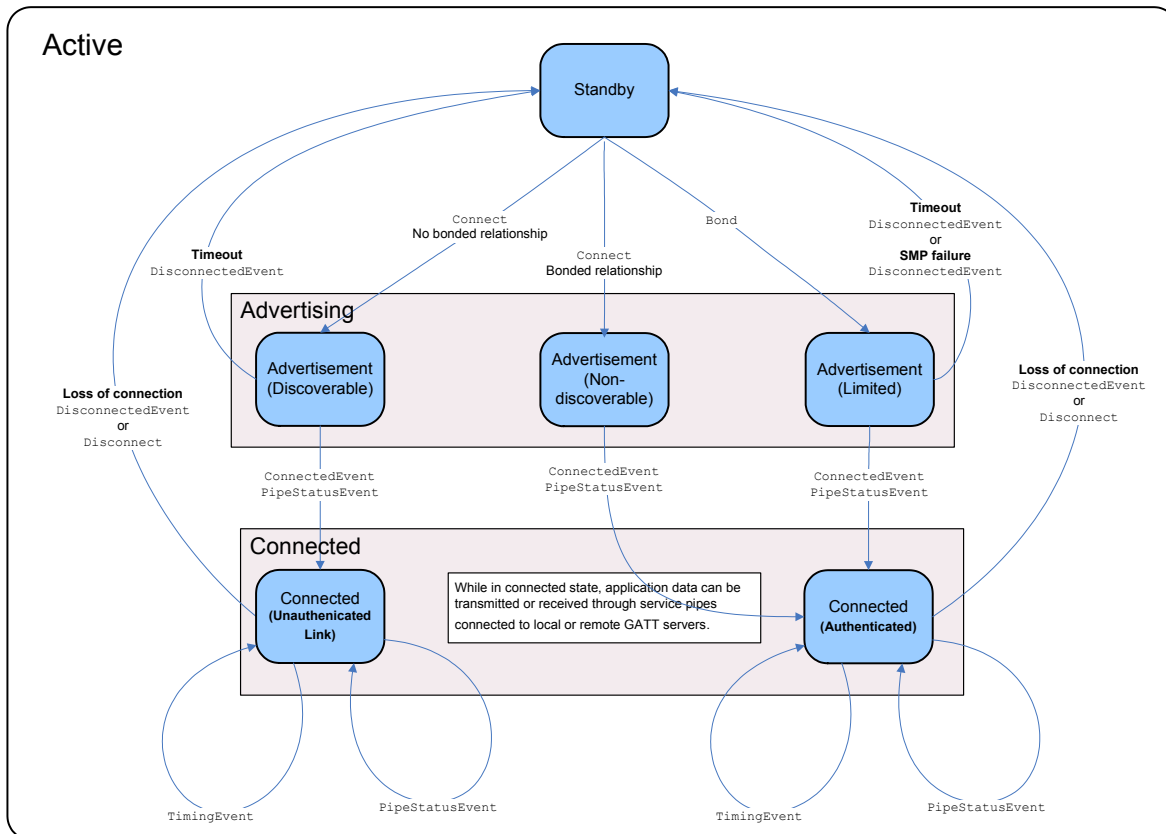 Active
Standby
Connect
No bonded relationship
Connect
Bonded relationship
Bond
Timeout
DisconnectedEvent
Timeout
DisconnectedEvent
or
SMP failure
DisconnectedEvent
Advertising
Advertisement
(Discoverable)
Advertisement
(Non-
discoverable)
Advertisement
(Limited)
Loss of connection
DisconnectedEvent
or
Disconnect
Loss of connection
DisconnectedEvent
or
Disconnect
ConnectedEvent
PipeStatusEvent
ConnectedEvent
PipeStatusEvent
ConnectedEvent
PipeStatusEvent
Connected
Connected
(Unauthenicated
Link)
While in connected state, application data can be
transmitted or received through service pipes
connected to local or remote GATT servers.
Connected
(Authenticated)
TimingEvent
PipeStatusEvent
TimingEvent
PipeStatusEvent